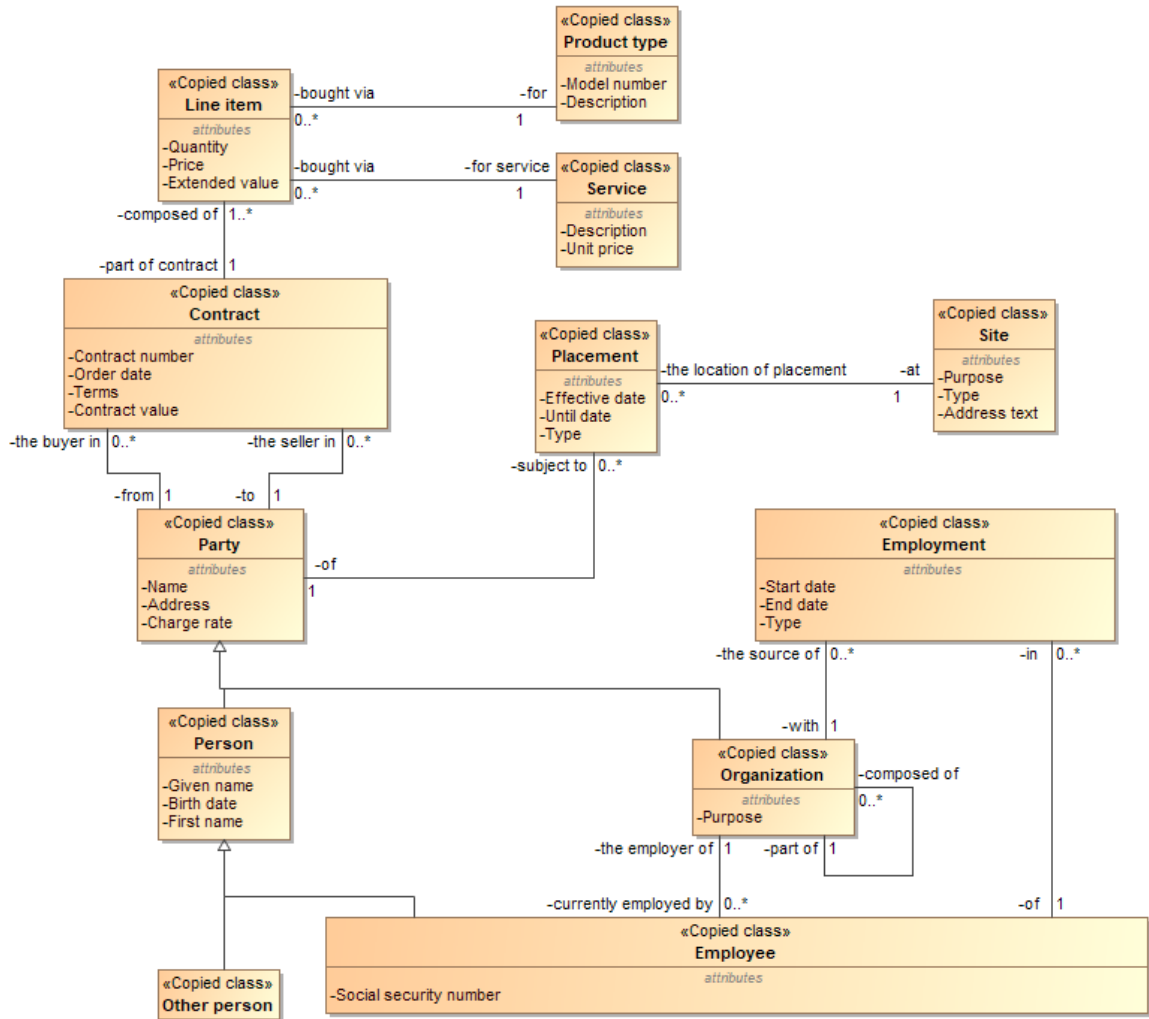 «Copied class»
Product type
attributes
-Model number
-Description
«Copied class»
Line item
attributes
-Quantity
-Price
-Extended value
-bought via
0..*
-for
1
-bought via
0..*
-for service
1
«Copied class»
Service
attributes
-Description
-Unit price
-composed of 1..*
-part of contract 1
«Copied class»
Contract
attributes
-Contract number
-Order date
-Terms
-Contract value
«Copied class»
Placement
attributes
-Effective date
-Until date
-Type
-the location of placement
0..*
-at
1
«Copied class»
Site
attributes
-Purpose
-Type
-Address text
-the buyer in 0..*
-the seller in 0..*
-subject to 0..*
-from 1
-to 1
«Copied class»
Party
attributes
-Name
-Address
-Charge rate
-of
1
«Copied class»
Employment
attributes
-Start date
-End date
-Type
-the source of 0..*
-in 0..*
«Copied class»
Person
attributes
-Given name
-Birth date
-First name
-with 1
«Copied class»
Organization
attributes
-Purpose
-composed of
0..*
-the employer of 1
-part of 1
-currently employed by 0..*
-of 1
«Copied class»
Employee
attributes
-Social security number
«Copied class»
Other person